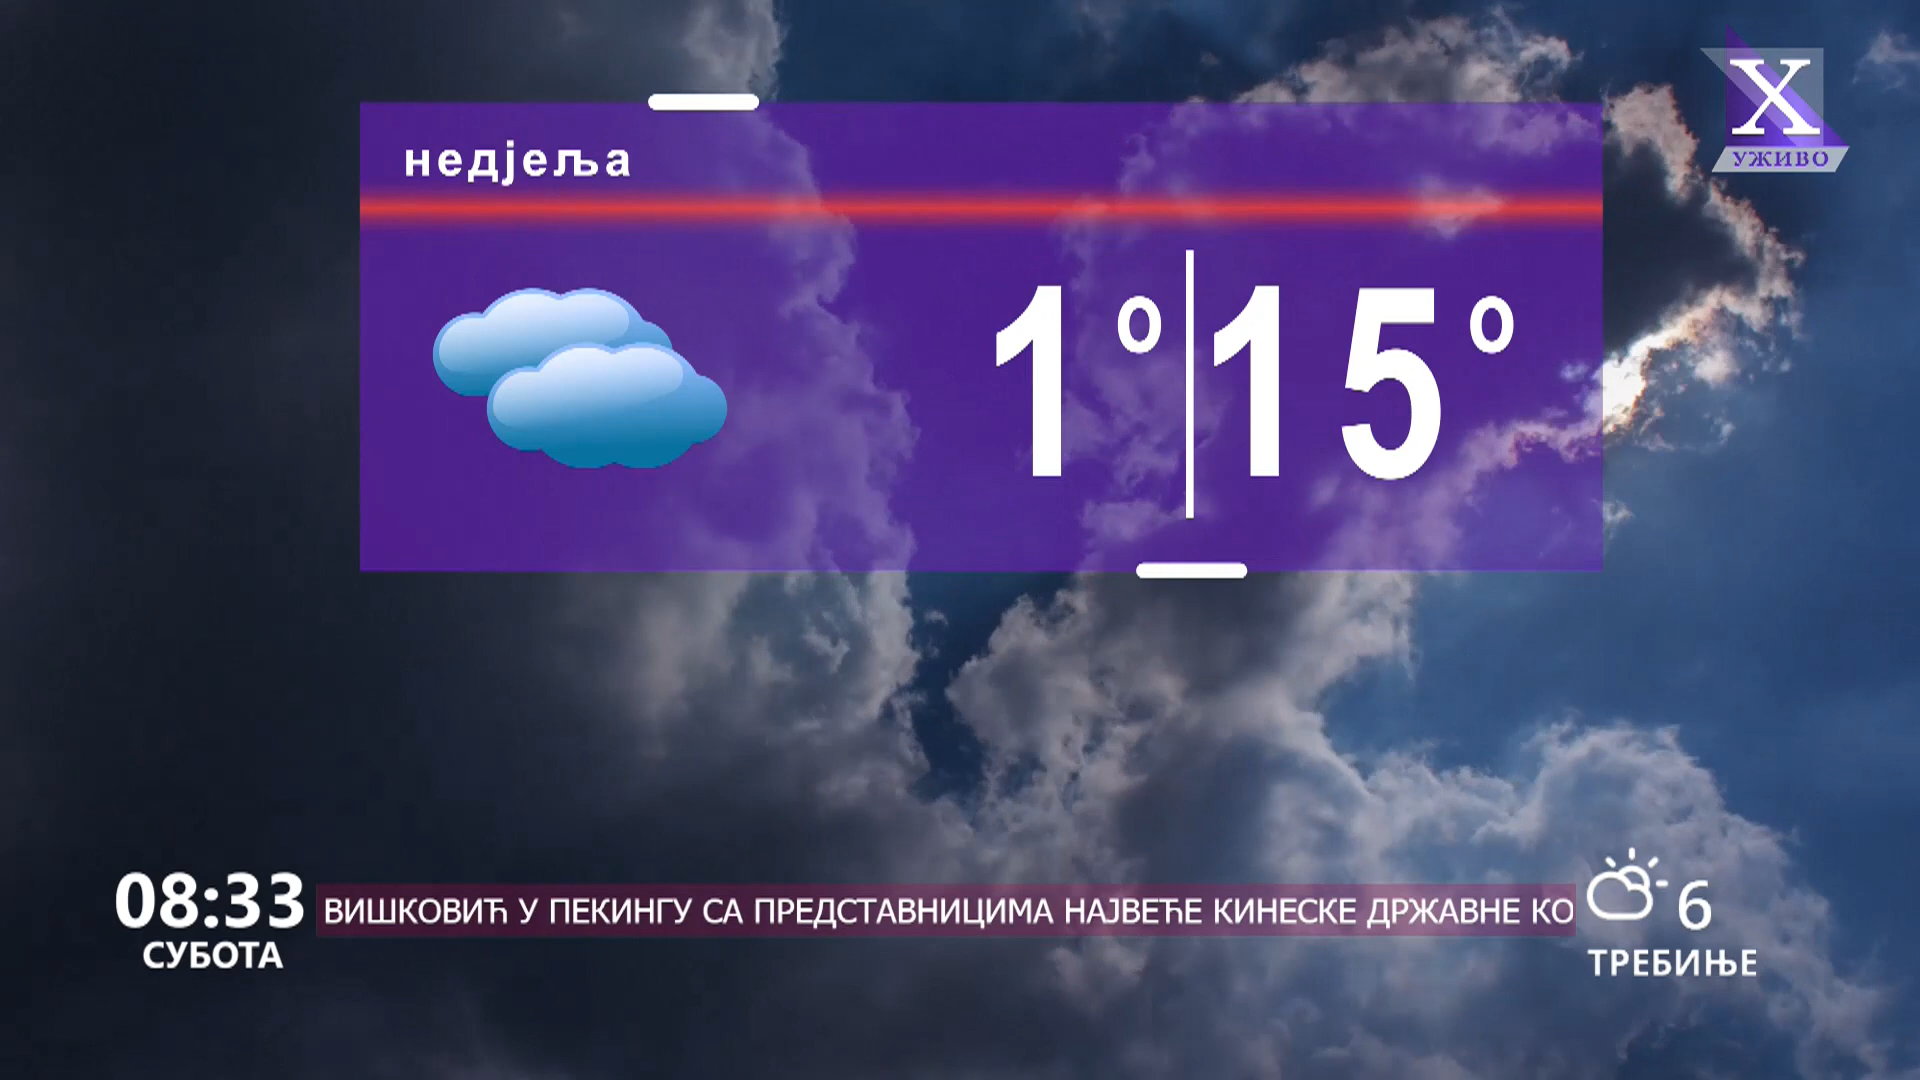 недјеља
X
УЖИВО
1° 15°
08:33
СУБОТА
ВИШКОВИЋ У ПЕКИНГУ СА ПРЕДСТАВНИЦИМА НАЈВЕЋЕ КИНЕСКЕ ДРЖАВНЕ КО
6
ТРЕБИЊЕ